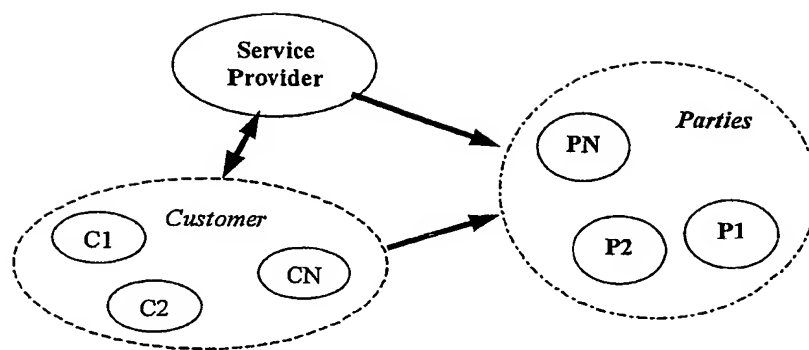 Service
Provider
Parties
PN
Customer
C1
P1
P2
CN
C2